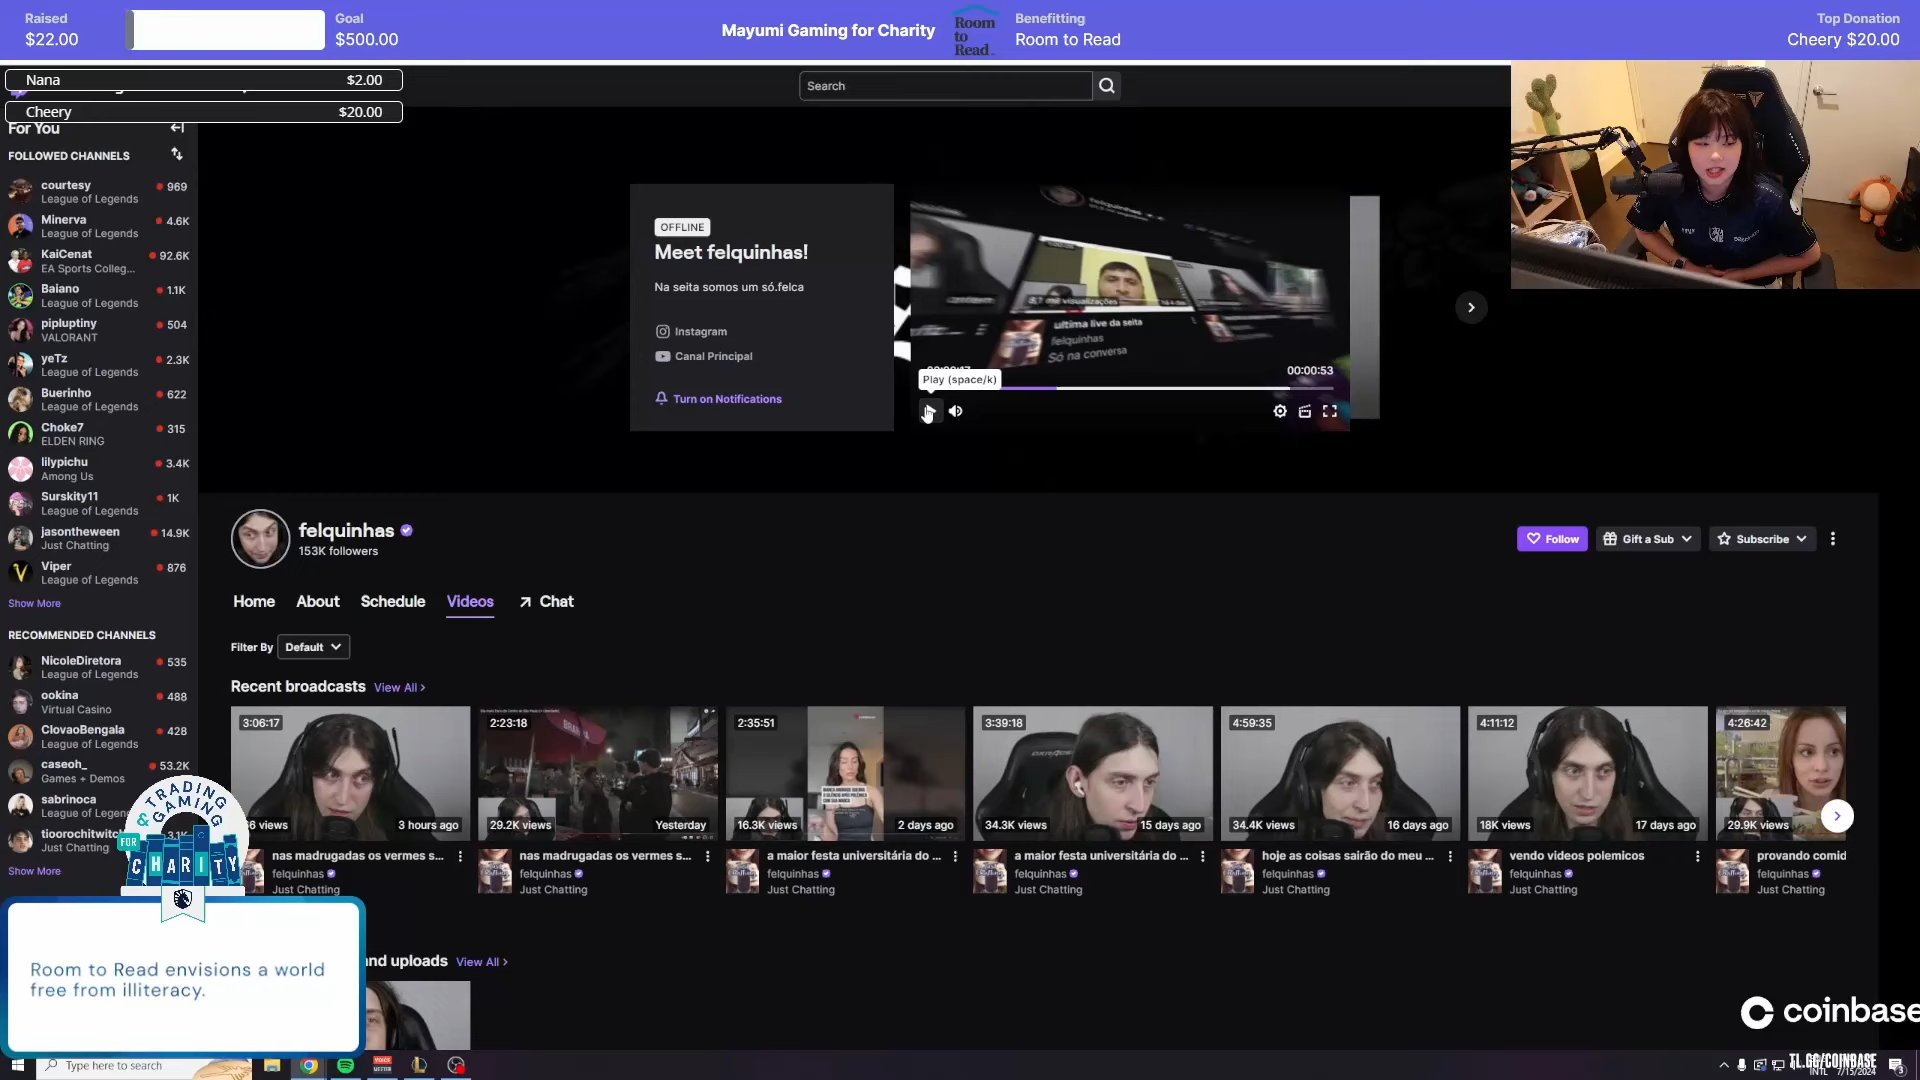 Raised
$22.00
Goal
$500.00
Mayumi Gaming for Charity
Room
to
Read
Benefitting
Room to Read
Top Donation
Cheery $20.00
Nana $2.00
Cheery $20.00
Search
For You
FOLLOWED CHANNELS
courtesy 969
League of Legends
Minerva 4.6K
League of Legends
KaiCenat 92.6K
EA Sports Colleg...
Baiano 1.1K
League of Legends
pipluptiny 504
VALORANT
yeTz 2.3K
League of Legends
Buerinho 622
League of Legends
Choke7 315
ELDEN RING
lilypichu 3.4K
Among Us
Surskity11 1K
League of Legends
jasontheween 14.9K
Just Chatting
Viper 876
League of Legends
Show More
RECOMMENDED CHANNELS
NicoleDiretora 535
League of Legends
ookina 488
Virtual Casino
ClovaoBengala 428
League of Legends
caseoh_ 53.2K
Games + Demos
sabrinoca
League of Legends
Just Chatting
Show More
OFFLINE
Meet felquinhas!
Na seita somos um só.felca
Instagram
Canal Principal
Turn on Notifications
8,1 mil visualizações
ultima live da seita
felquinhas
Só na conversa
00:00:53
Play (space/k)
felquinhas
153K followers
Follow
Gift a Sub
Subscribe
Home About Schedule Videos Chat
Filter By Default
Recent broadcasts View All
3:06:17
views
3 hours ago
nas madrugadas os vermes s...
felquinhas
Just Chatting
2:23:18
29.2K views
Yesterday
nas madrugadas os vermes s...
felquinhas
Just Chatting
2:35:51
16.3K views
2 days ago
a maior festa universitária do ...
felquinhas
Just Chatting
3:39:18
34.3K views
15 days ago
a maior festa universitária do ...
felquinhas
Just Chatting
4:59:35
34.4K views
16 days ago
hoje as coisas sairão do meu ...
felquinhas
Just Chatting
4:11:12
18K views
17 days ago
vendo videos polemicos
felquinhas
Just Chatting
4:26:42
29.9K views
provando comid
felquinhas
Just Chatting
and uploads View All
TRADING
& GAMING
FOR
CHARITY
Room to Read envisions a world
free from illiteracy.
coinbase
TL.GG/COINBASE
Type here to search
INTL 7/15/2024